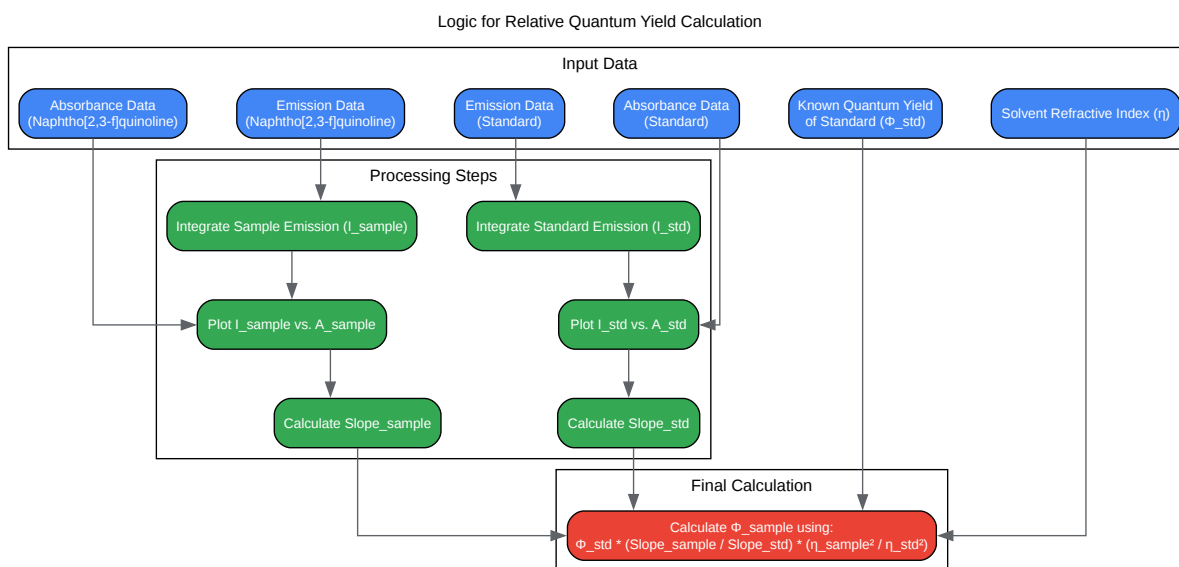 Logic for Relative Quantum Yield Calculation
Input Data
Absorbance Data
(Naphtho[2,3-f]quinoline)
Emission Data
(Naphtho[2,3-f]quinoline)
Emission Data
(Standard)
Absorbance Data
(Standard)
Known Quantum Yield
of Standard (Φ_std)
Solvent Refractive Index (η)
Processing Steps
Integrate Sample Emission (I_sample)
Integrate Standard Emission (I_std)
Plot I_sample vs. A_sample
Plot I_std vs. A_std
Calculate Slope_sample
Calculate Slope_std
Final Calculation
Calculate Φ_sample using:
Φ_std * (Slope_sample / Slope_std) * (η_sample² / η_std²)